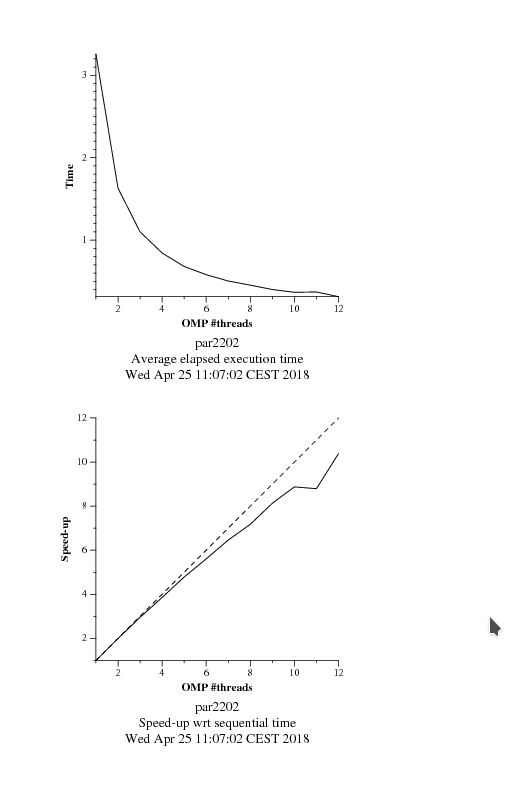 3
2
1
Time
2 4 6 8 10 12
OMP #threads
par2202
Average elapsed execution time
Wed Apr 25 11:07:02 CEST 2018
12
10
8
6
4
2
Speed-up
2 4 6 8 10 12
OMP #threads
par2202
Speed-up wrt sequential time
Wed Apr 25 11:07:02 CEST 2018